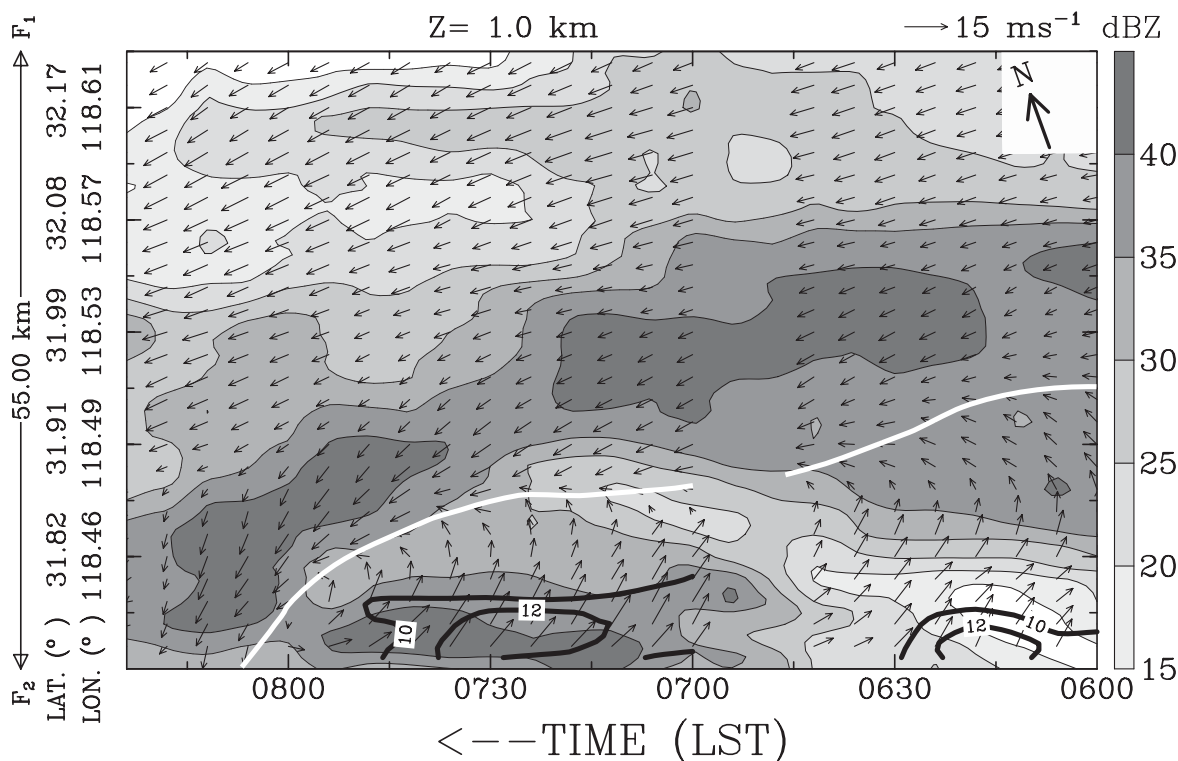 Z= 1.0 km
15 ms⁻¹ dBZ
F₁
55.00 km
F₂
LAT. (°) 31.82 31.91 31.99 32.08 32.17
LON. (°) 118.46 118.49 118.53 118.57 118.61
N
40
35
30
25
20
15
12
10
12
10
0800 0730 0700 0630 0600
<--TIME (LST)